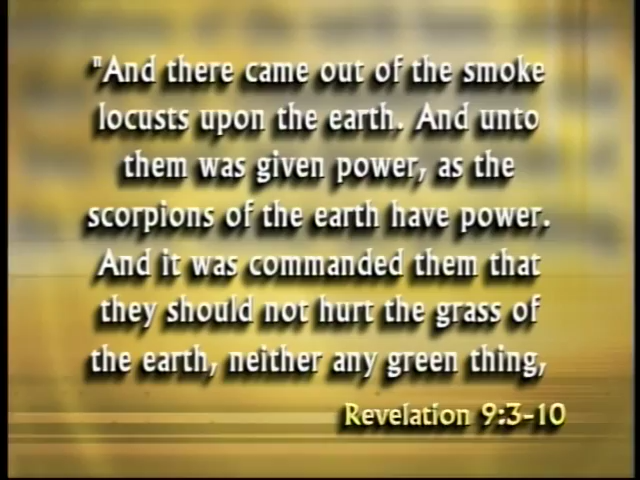 "And there came out of the smoke
locusts upon the earth. And unto
them was given power, as the
scorpions of the earth have power.
And it was commanded them that
they should not hurt the grass of
the earth, neither any green thing,
Revelation 9:3-10